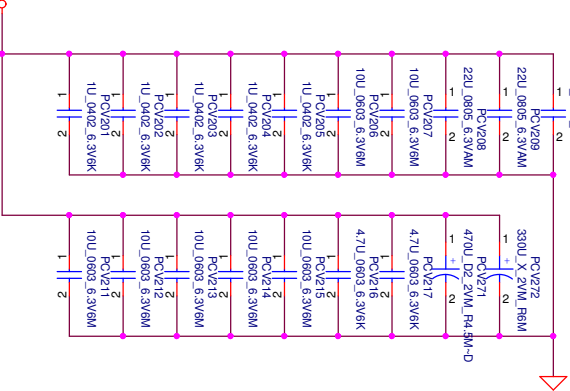 1
2
PCV201
1U_0402_6.3V6K
1
2
PCV202
1U_0402_6.3V6K
1
2
PCV203
1U_0402_6.3V6K
1
2
PCV204
1U_0402_6.3V6K
1
2
PCV205
1U_0402_6.3V6K
1
2
PCV206
10U_0603_6.3V6M
1
2
PCV207
10U_0603_6.3V6M
1
2
PCV208
22U_0805_6.3VAM
1
2
PCV209
22U_0805_6.3VAM
1
2
1
2
PCV211
10U_0603_6.3V6M
1
2
PCV212
10U_0603_6.3V6M
1
2
PCV213
10U_0603_6.3V6M
1
2
PCV214
10U_0603_6.3V6M
1
2
PCV215
10U_0603_6.3V6M
1
2
PCV216
4.7U_0603_6.3V6K
1
2
PCV217
4.7U_0603_6.3V6K
1
+
2
PCV271
470U_D2_2VM_R4.5M~D
1
+
2
PCV272
330U_X_2VM_R6M